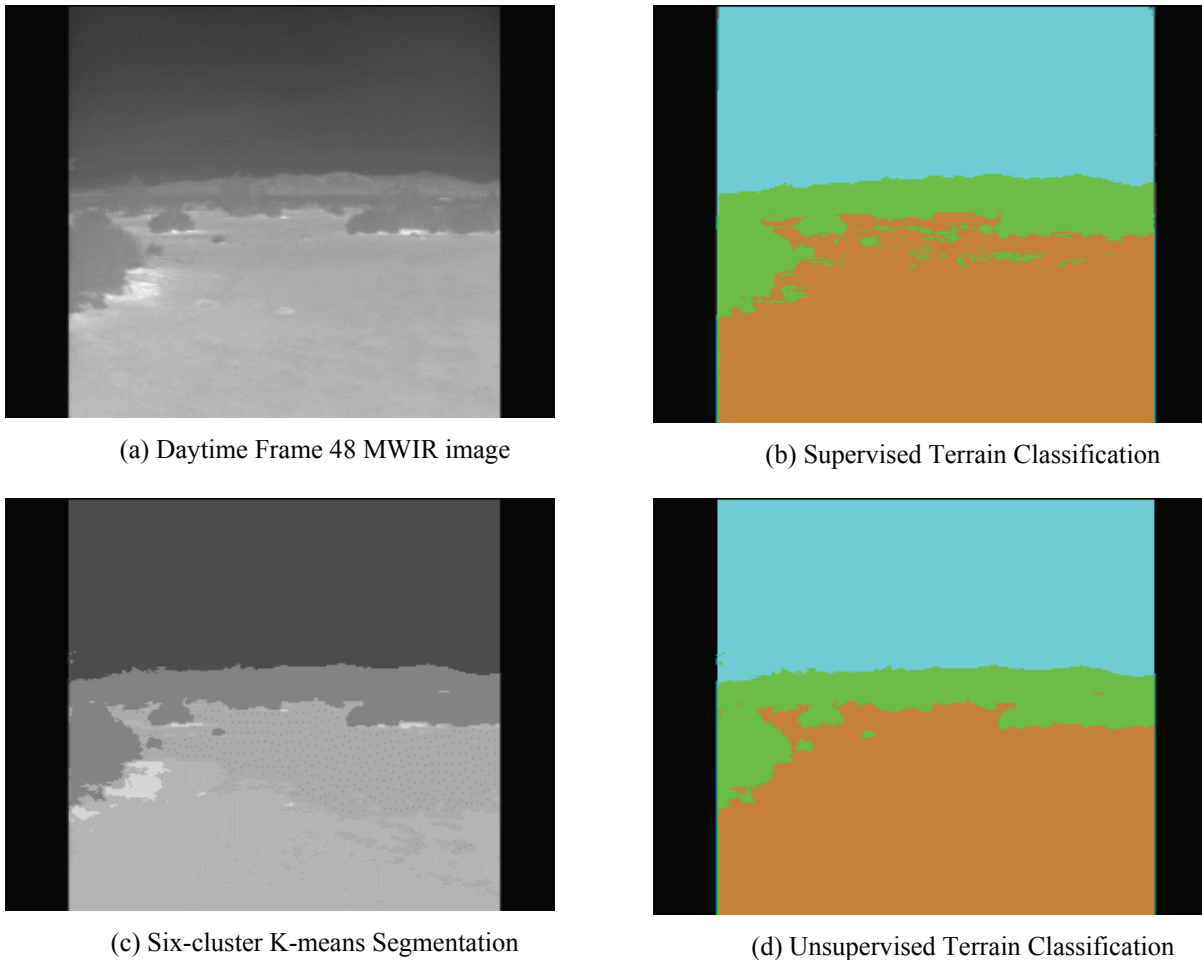 (a) Daytime Frame 48 MWIR image
(b) Supervised Terrain Classification
(c) Six-cluster K-means Segmentation
(d) Unsupervised Terrain Classification